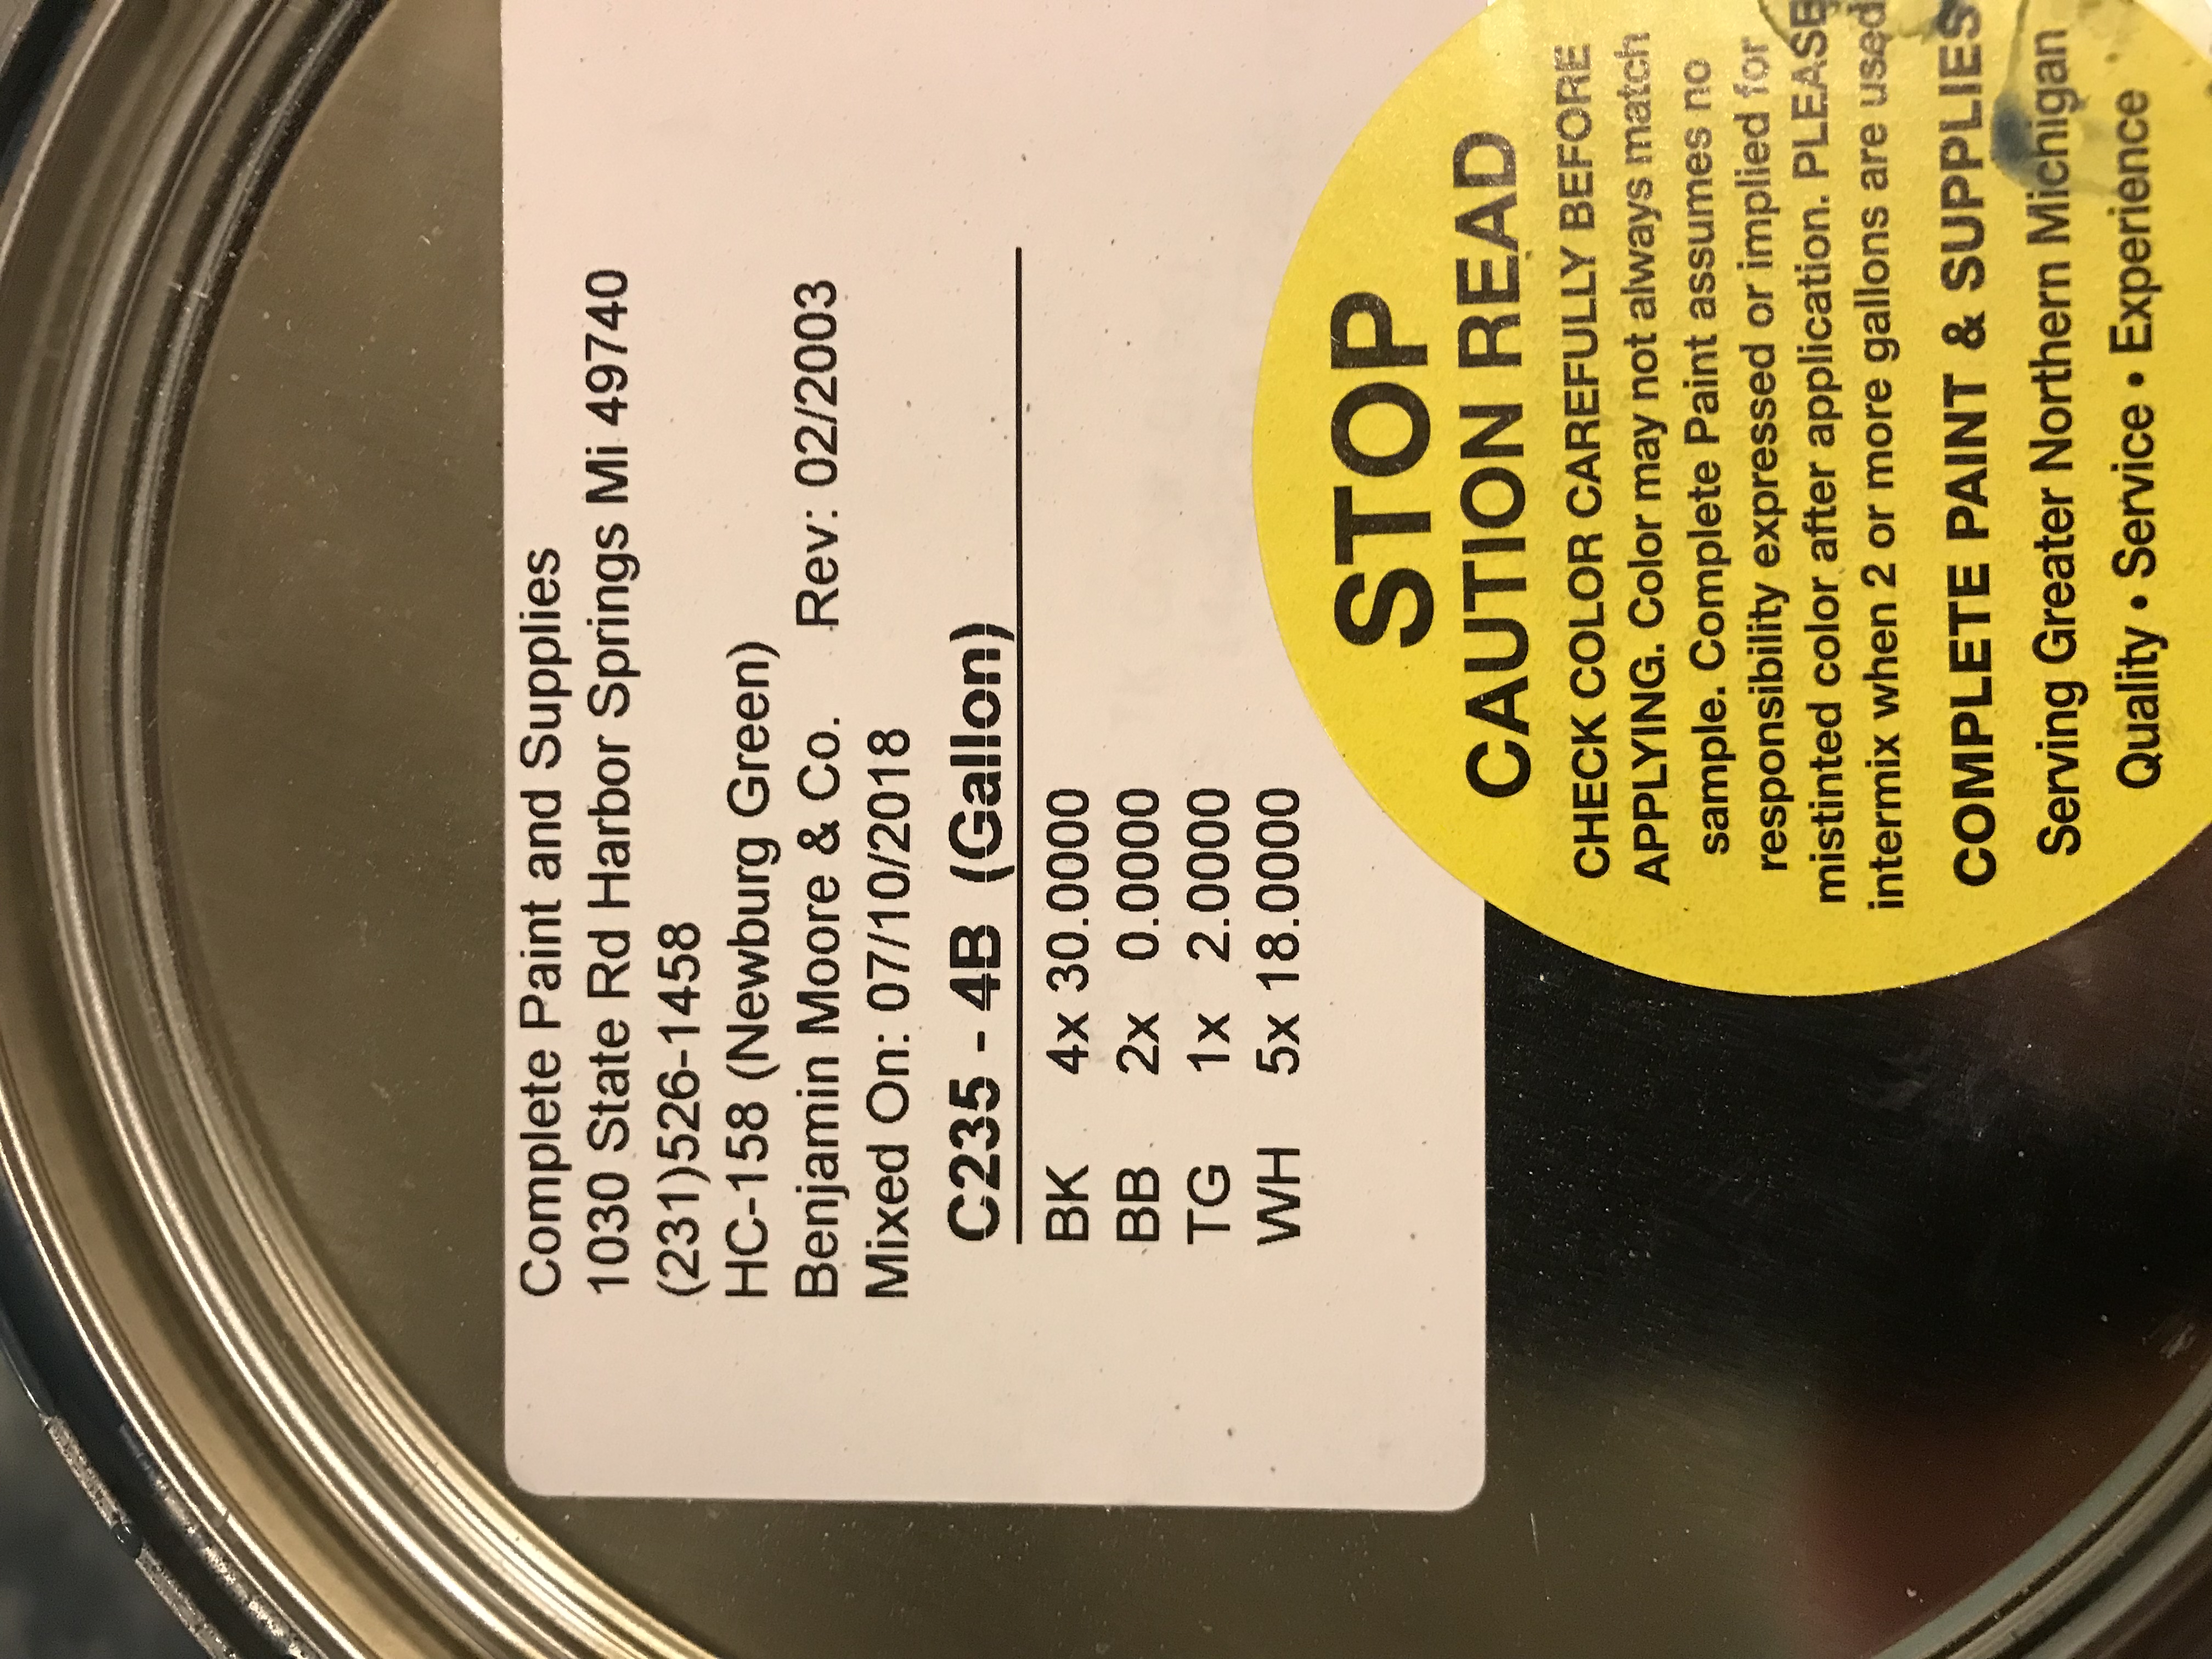 Complete Paint and Supplies
1030 State Rd Harbor Springs Mi 49740
(231)526-1458
HC-158 (Newburg Green)
Benjamin Moore & Co. Rev: 02/2003
Mixed On: 07/10/2018
C235 - 4B (Gallon)
BK 4x 30.0000
BB 2x 0.0000
TG 1x 2.0000
WH 5x 18.0000
STOP
CAUTION READ
CHECK COLOR CAREFULLY BEFORE
APPLYING. Color may not always match
sample. Complete Paint assumes no
responsibility expressed or implied for
mistinted color after application. PLEASE
intermix when 2 or more gallons are used
COMPLETE PAINT & SUPPLIES
Serving Greater Northern Michigan
Quality • Service • Experience